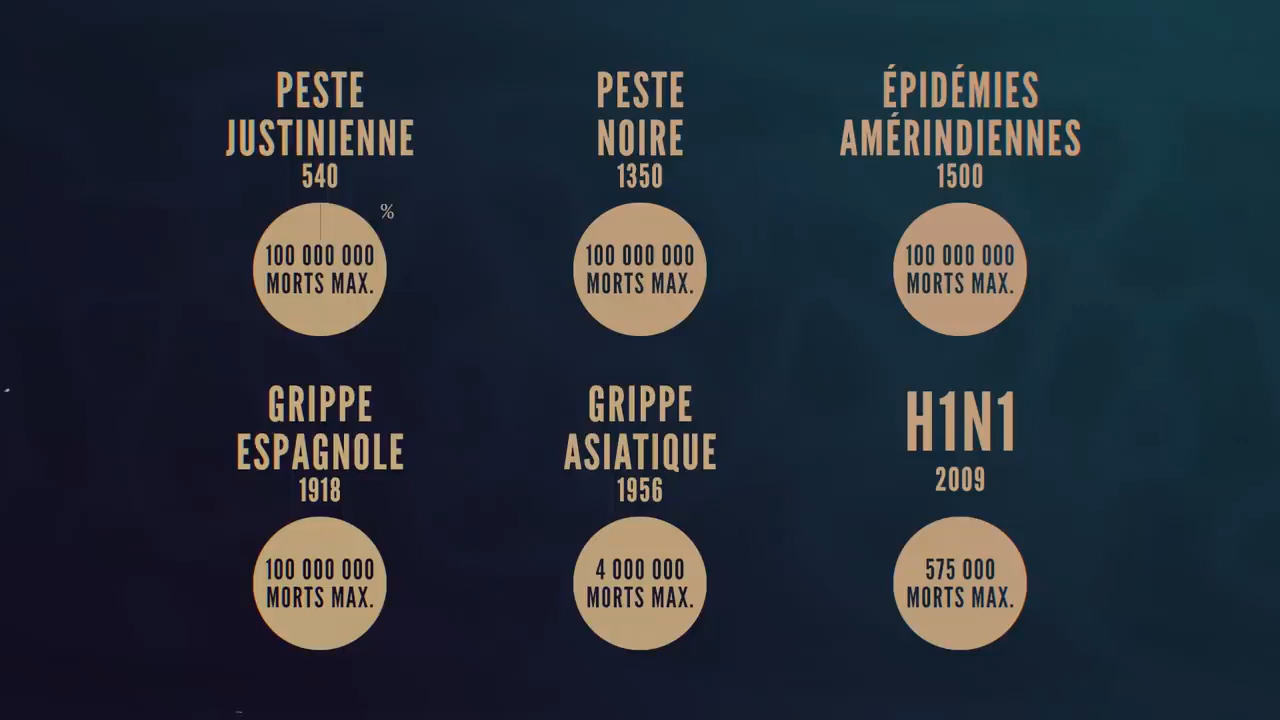 PESTE
JUSTINIENNE
540
%
100 000 000
MORTS MAX.
PESTE
NOIRE
1350
100 000 000
MORTS MAX.
ÉPIDÉMIES
AMÉRINDIENNES
1500
100 000 000
MORTS MAX.
GRIPPE
ESPAGNOLE
1918
100 000 000
MORTS MAX.
GRIPPE
ASIATIQUE
1956
4 000 000
MORTS MAX.
H1N1
2009
575 000
MORTS MAX.